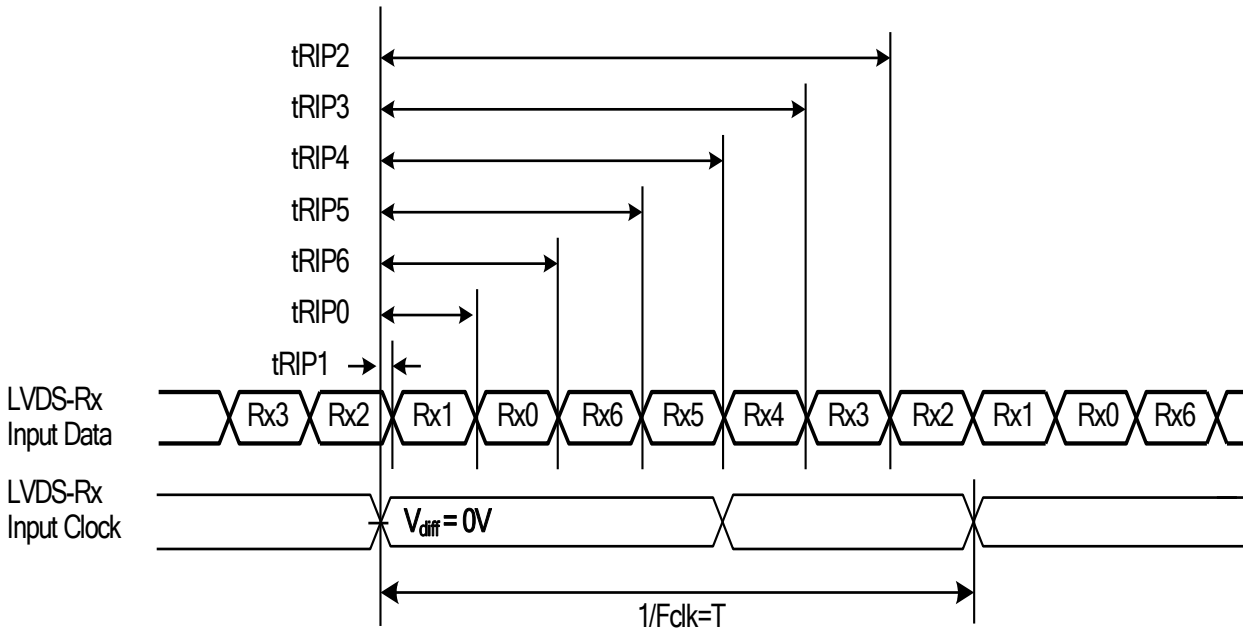 tRIP2
tRIP3
tRIP4
tRIP5
tRIP6
tRIP0
tRIP1
LVDS-Rx
Input Data
Rx3 Rx2 Rx1 Rx0 Rx6 Rx5 Rx4 Rx3 Rx2 Rx1 Rx0 Rx6
LVDS-Rx
Input Clock
Vdiff = 0V
1/Fclk=T